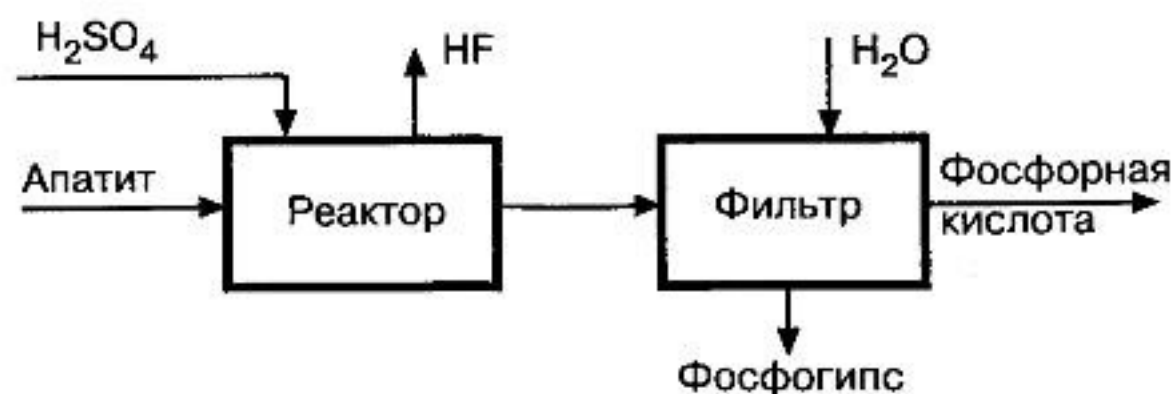 H₂SO₄
HF
H₂O
Апатит
Реактор
Фильтр
Фосфорная
кислота
Фосфогипс